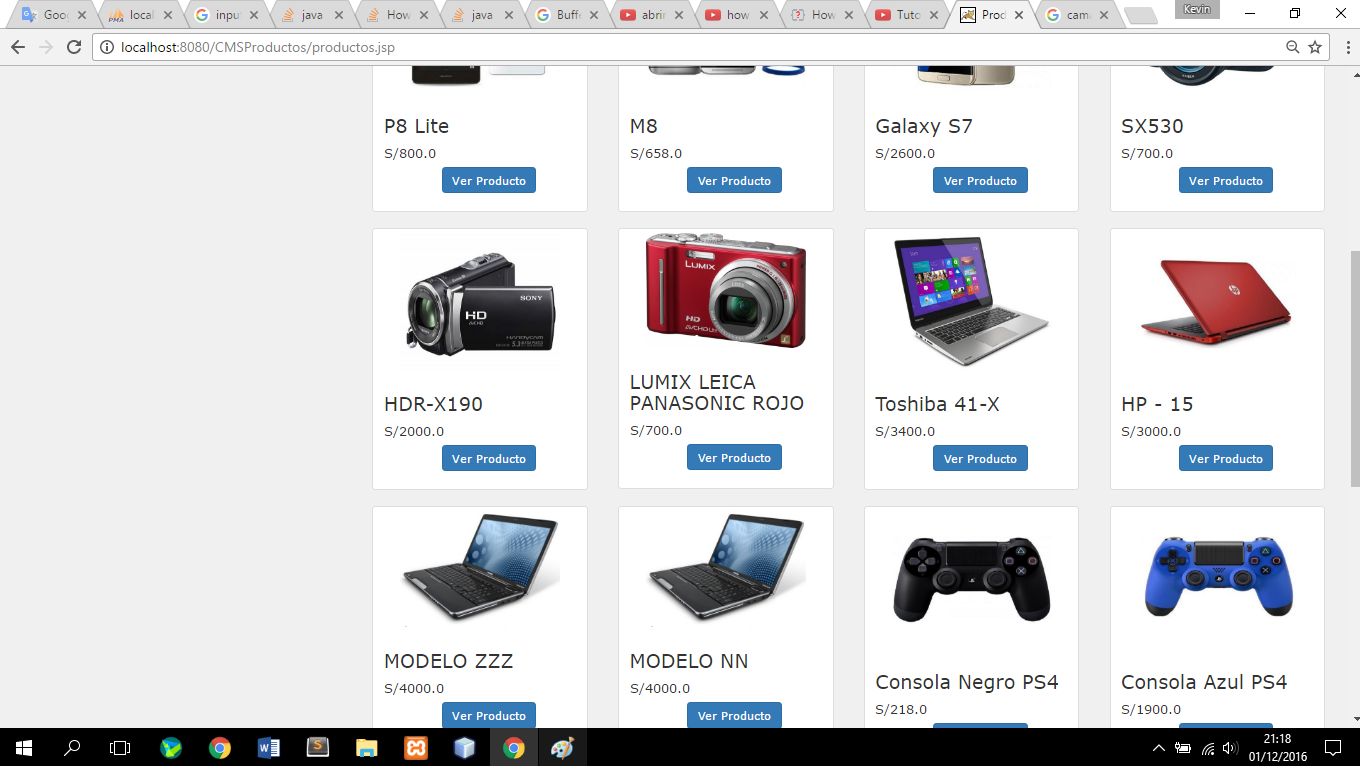 Kevin
Goo
local
inpu
java
How
java
Buff
abrir
how
How
Tuto
Prod
cam
localhost:8080/CMSProductos/productos.jsp
P8 Lite
S/800.0
Ver Producto
M8
S/658.0
Ver Producto
Galaxy S7
S/2600.0
Ver Producto
SX530
S/700.0
Ver Producto
SONY
HD
AVCHD
HANDYCAM
HDR-X190
S/2000.0
Ver Producto
LUMIX
HD
AVCHD Lite
LUMIX LEICA
PANASONIC ROJO
S/700.0
Ver Producto
Toshiba 41-X
S/3400.0
Ver Producto
hp
HP - 15
S/3000.0
Ver Producto
MODELO ZZZ
S/4000.0
Ver Producto
MODELO NN
S/4000.0
Ver Producto
Consola Negro PS4
S/218.0
Consola Azul PS4
S/1900.0
21:18
01/12/2016